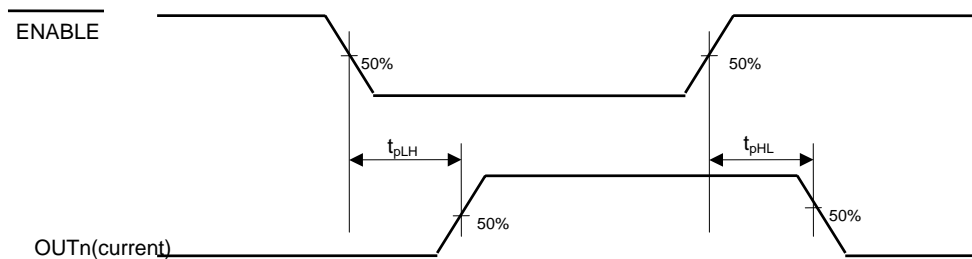 ENABLE
50%
50%
tpLH
tpHL
50%
50%
OUTn(current)